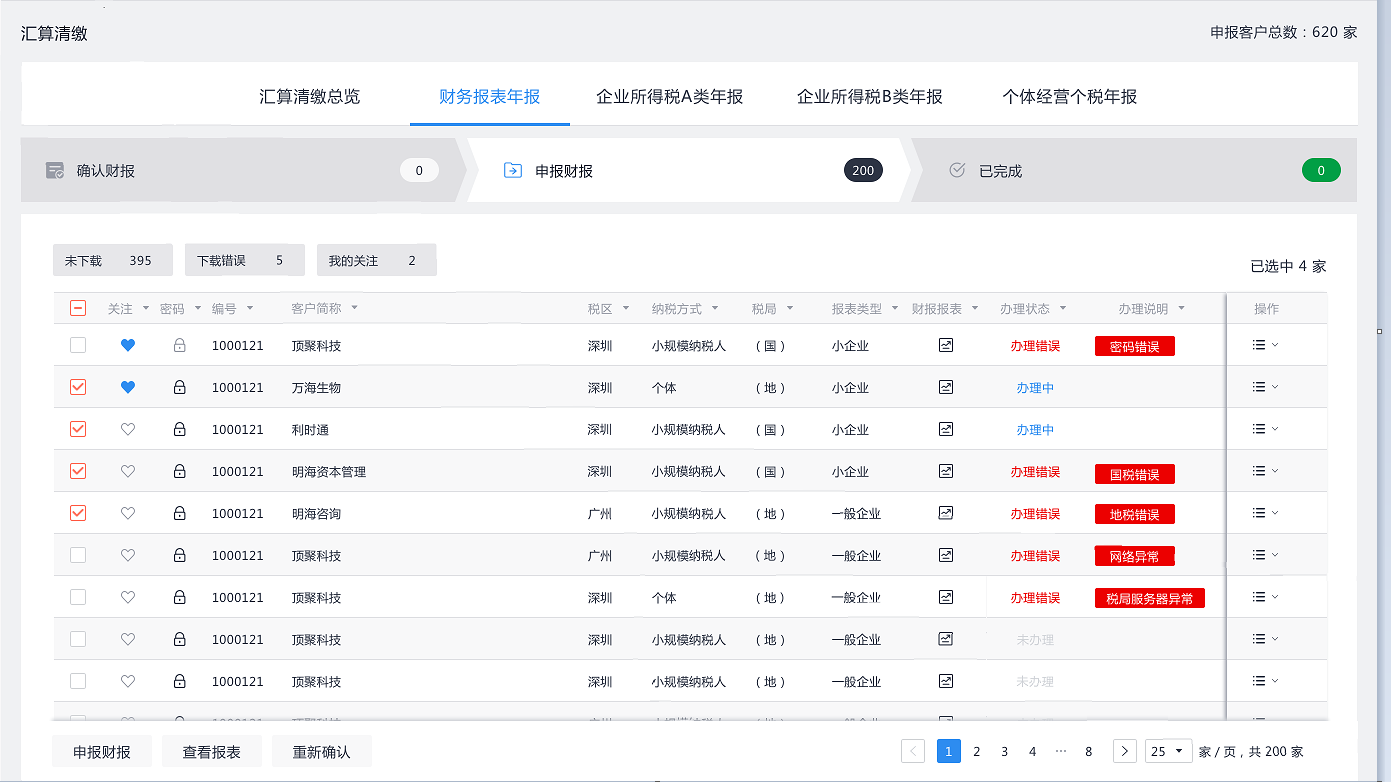 汇算清缴 申报客户总数：620 家
汇算清缴总览 财务报表年报 企业所得税A类年报 企业所得税B类年报 个体经营个税年报
确认财报 0 申报财报 200 已完成 0
未下载 395 下载错误 5 我的关注 2 已选中 4 家
关注 密码 编号 客户简称 税区 纳税方式 税局 报表类型 财报报表 办理状态 办理说明 操作
1000121 顶聚科技 深圳 小规模纳税人 （国） 小企业 办理错误 密码错误
1000121 万海生物 深圳 个体 （地） 小企业 办理中
1000121 利时通 深圳 小规模纳税人 （国） 小企业 办理中
1000121 明海资本管理 深圳 小规模纳税人 （国） 小企业 办理错误 国税错误
1000121 明海咨询 广州 小规模纳税人 （地） 一般企业 办理错误 地税错误
1000121 顶聚科技 广州 小规模纳税人 （地） 一般企业 办理错误 网络异常
1000121 顶聚科技 深圳 个体 （地） 一般企业 办理错误 税局服务器异常
1000121 顶聚科技 深圳 小规模纳税人 （地） 一般企业 未办理
1000121 顶聚科技 深圳 小规模纳税人 （地） 一般企业 未办理
申报财报 查看报表 重新确认 1 2 3 4 ··· 8 25 家 / 页，共 200 家